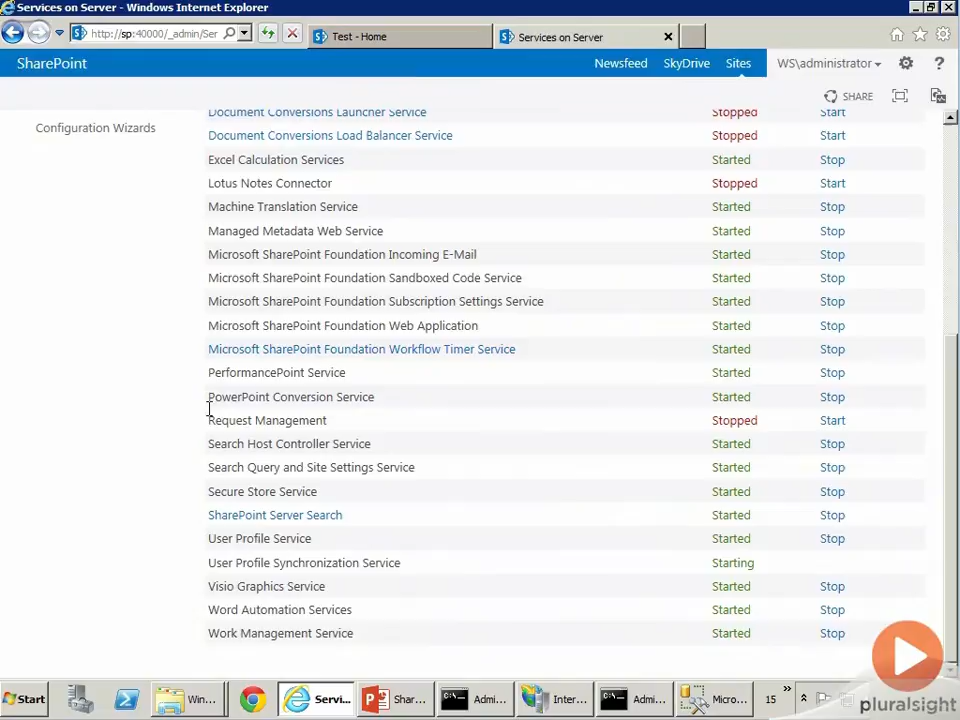 Services on Server - Windows Internet Explorer
http://sp:40000/_admin/Ser
Test - Home
Services on Server
SharePoint
Newsfeed SkyDrive Sites WS\administrator ?
SHARE
Configuration Wizards
Document Conversions Launcher Service Stopped Start
Document Conversions Load Balancer Service Stopped Start
Excel Calculation Services Started Stop
Lotus Notes Connector Stopped Start
Machine Translation Service Started Stop
Managed Metadata Web Service Started Stop
Microsoft SharePoint Foundation Incoming E-Mail Started Stop
Microsoft SharePoint Foundation Sandboxed Code Service Started Stop
Microsoft SharePoint Foundation Subscription Settings Service Started Stop
Microsoft SharePoint Foundation Web Application Started Stop
Microsoft SharePoint Foundation Workflow Timer Service Started Stop
PerformancePoint Service Started Stop
PowerPoint Conversion Service Started Stop
Request Management Stopped Start
Search Host Controller Service Started Stop
Search Query and Site Settings Service Started Stop
Secure Store Service Started Stop
SharePoint Server Search Started Stop
User Profile Service Started Stop
User Profile Synchronization Service Starting
Visio Graphics Service Started Stop
Word Automation Services Started Stop
Work Management Service Started Stop
Start Win... Servi... Shar... Admi... Inter... Admi... Micro... 15
pluralsight